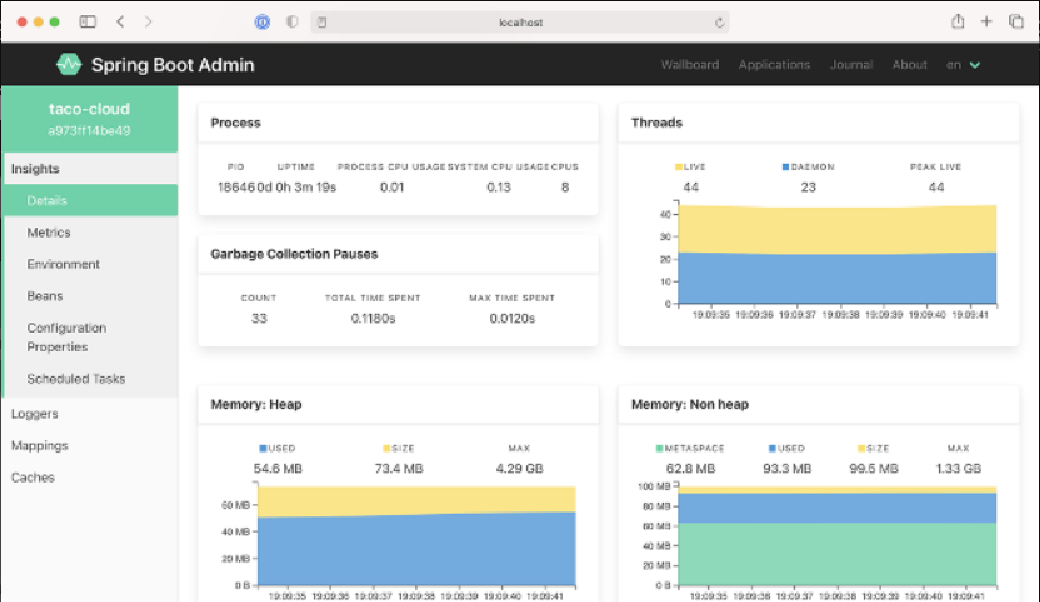 localhost
Spring Boot Admin
Wallboard Applications Journal About en
taco-cloud
a973ff14be49
Insights
Details
Metrics
Environment
Beans
Configuration
Properties
Scheduled Tasks
Loggers
Mappings
Caches
Process
PID UPTIME PROCESS CPU USAGE SYSTEM CPU USAGE CPUS
18646 0d 0h 3m 19s 0.01 0.13 8
Garbage Collection Pauses
COUNT TOTAL TIME SPENT MAX TIME SPENT
33 0.1180s 0.0120s
Threads
LIVE DAEMON PEAK LIVE
44 23 44
40
30
20
10
0
19:09:35 19:09:36 19:09:37 19:09:38 19:09:39 19:09:40 19:09:41
Memory: Heap
USED SIZE MAX
54.6 MB 73.4 MB 4.29 GB
60 MB
40 MB
20 MB
0 B
19:09:35 19:09:36 19:09:37 19:09:38 19:09:39 19:09:40 19:09:41
Memory: Non heap
METASPACE USED SIZE MAX
62.8 MB 93.3 MB 99.5 MB 1.33 GB
100 MB
80 MB
60 MB
40 MB
20 MB
0 B
19:09:35 19:09:36 19:09:37 19:09:38 19:09:39 19:09:40 19:09:41